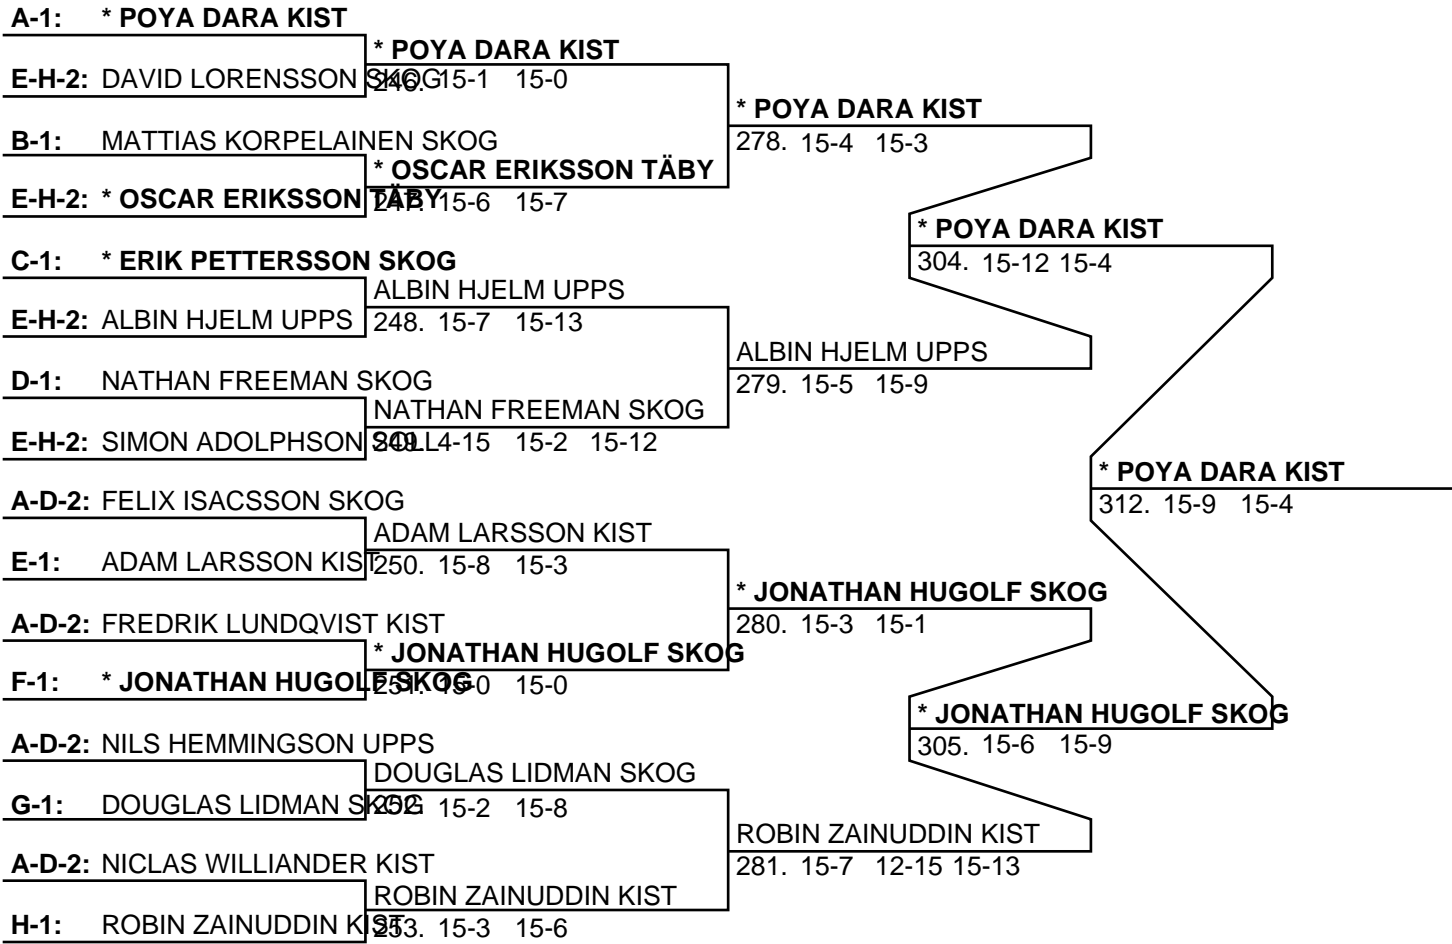 A-1: * POYA DARA KIST
* POYA DARA KIST
E-H-2: DAVID LORENSSON SKOG
246. 15-1 15-0
* POYA DARA KIST
278. 15-4 15-3
B-1: MATTIAS KORPELAINEN SKOG
* OSCAR ERIKSSON TÄBY
E-H-2: * OSCAR ERIKSSON TÄBY
247. 15-6 15-7
* POYA DARA KIST
304. 15-12 15-4
C-1: * ERIK PETTERSSON SKOG
ALBIN HJELM UPPS
E-H-2: ALBIN HJELM UPPS
248. 15-7 15-13
ALBIN HJELM UPPS
279. 15-5 15-9
D-1: NATHAN FREEMAN SKOG
NATHAN FREEMAN SKOG
E-H-2: SIMON ADOLPHSON SOLL
249. 4-15 15-2 15-12
* POYA DARA KIST
312. 15-9 15-4
A-D-2: FELIX ISACSSON SKOG
ADAM LARSSON KIST
E-1: ADAM LARSSON KIST
250. 15-8 15-3
* JONATHAN HUGOLF SKOG
280. 15-3 15-1
A-D-2: FREDRIK LUNDQVIST KIST
* JONATHAN HUGOLF SKOG
F-1: * JONATHAN HUGOLF SKOG
251. 15-0 15-0
* JONATHAN HUGOLF SKOG
305. 15-6 15-9
A-D-2: NILS HEMMINGSON UPPS
DOUGLAS LIDMAN SKOG
G-1: DOUGLAS LIDMAN SKOG
252. 15-2 15-8
ROBIN ZAINUDDIN KIST
281. 15-7 12-15 15-13
A-D-2: NICLAS WILLIANDER KIST
ROBIN ZAINUDDIN KIST
H-1: ROBIN ZAINUDDIN KIST
253. 15-3 15-6